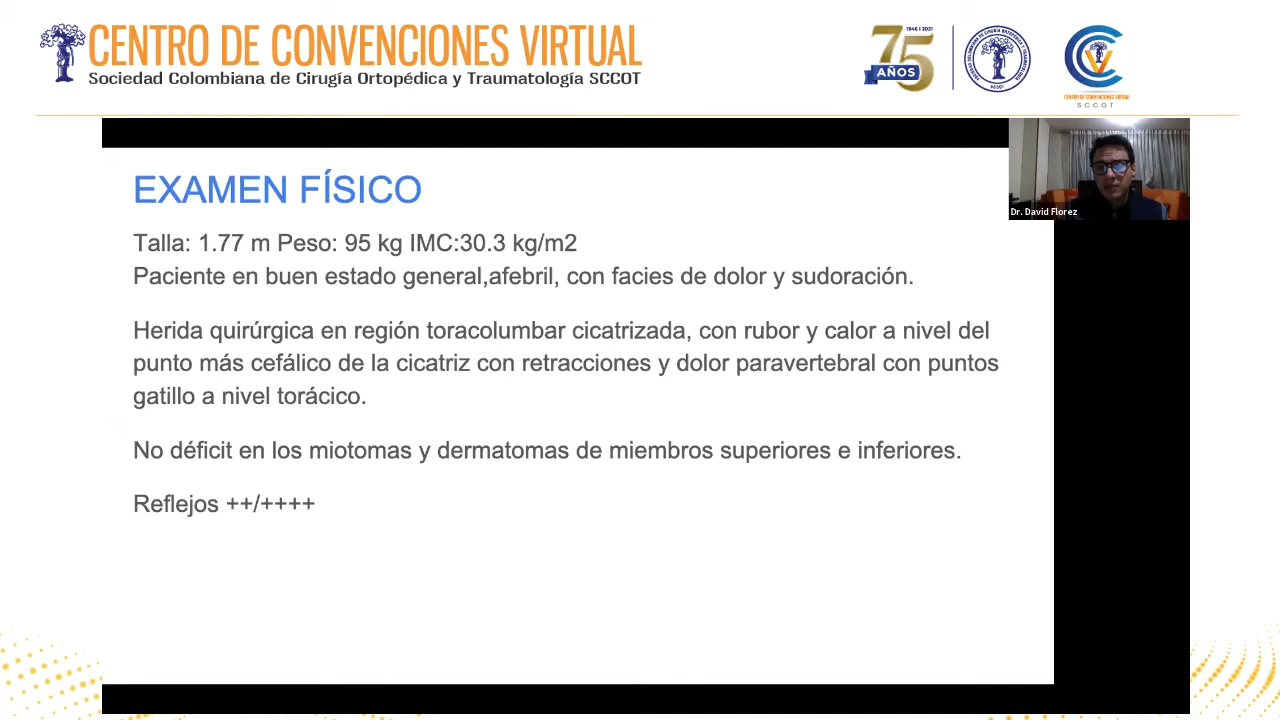 CENTRO DE CONVENCIONES VIRTUAL
Sociedad Colombiana de Cirugía Ortopédica y Traumatología SCCOT
1946 | 2021
75
AÑOS
SCCOT
CENTRO DE CONVENCIONES VIRTUAL
SCCOT
Dr. David Florez
EXAMEN FÍSICO
Talla: 1.77 m Peso: 95 kg IMC:30.3 kg/m2
Paciente en buen estado general,afebril, con facies de dolor y sudoración.
Herida quirúrgica en región toracolumbar cicatrizada, con rubor y calor a nivel del
punto más cefálico de la cicatriz con retracciones y dolor paravertebral con puntos
gatillo a nivel torácico.
No déficit en los miotomas y dermatomas de miembros superiores e inferiores.
Reflejos ++/++++